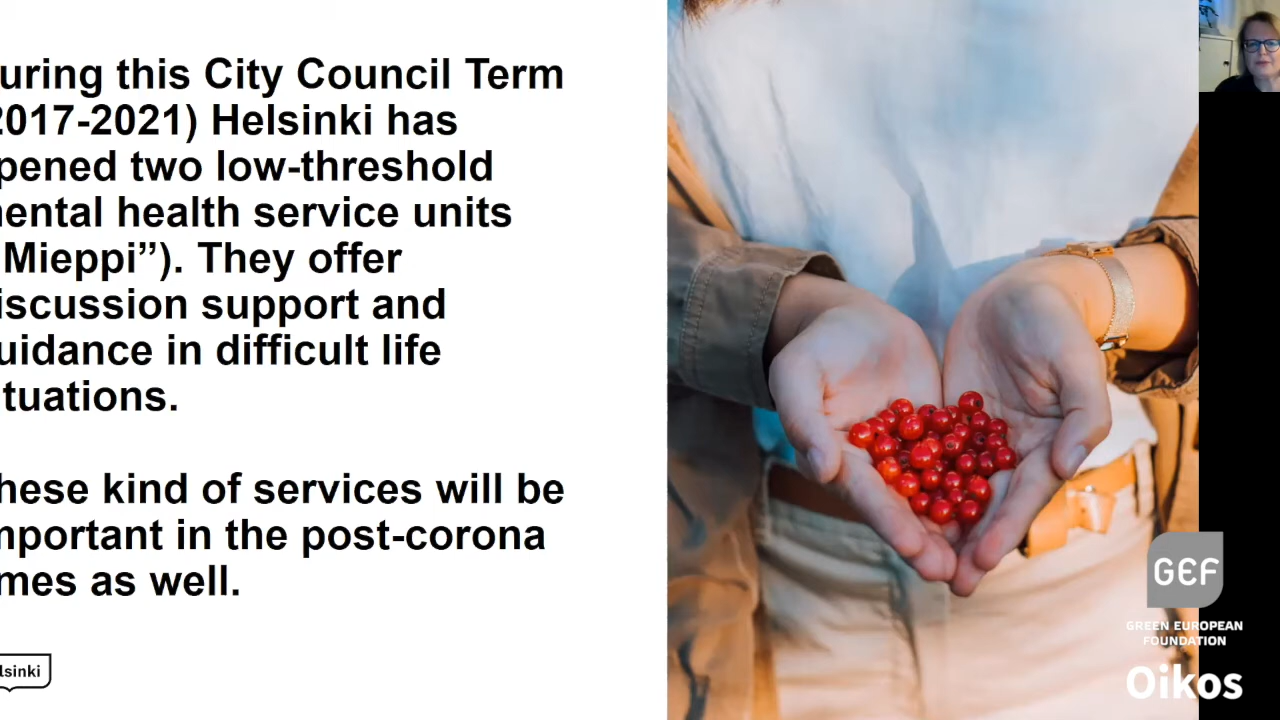 uring this City Council Term
2017-2021) Helsinki has
pened two low-threshold
ental health service units
Mieppi”). They offer
iscussion support and
uidance in difficult life
tuations.
hese kind of services will be
mportant in the post-corona
mes as well.
lsinki
GEF
GREEN EUROPEAN
FOUNDATION
Oikos